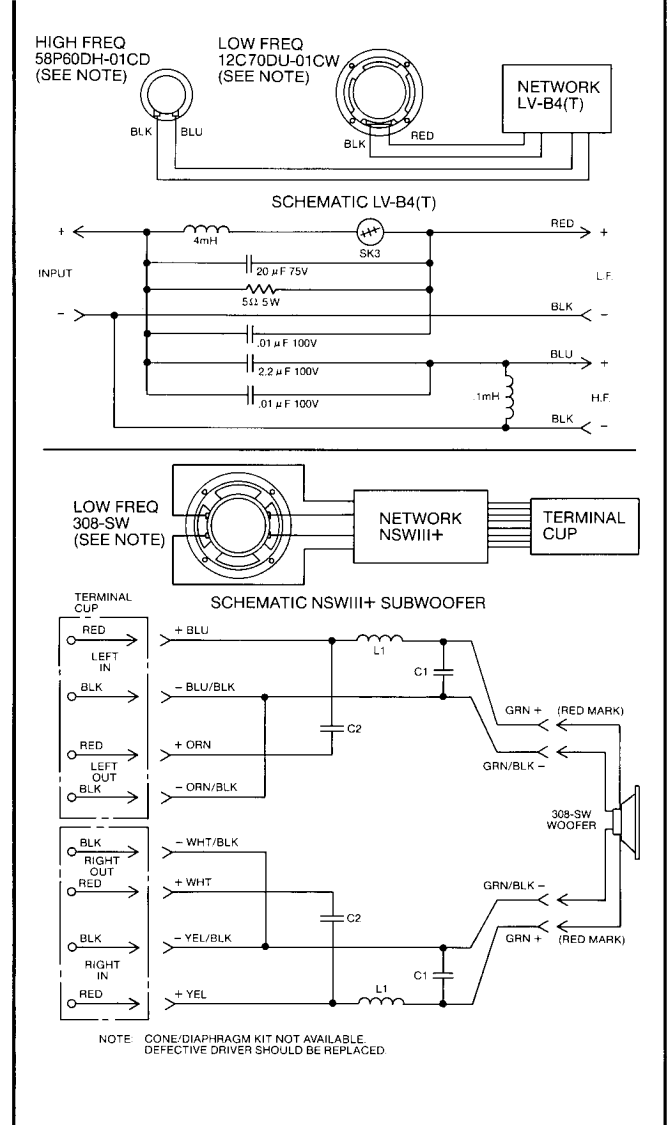 HIGH FREQ
58P60DH-01CD
(SEE NOTE)
LOW FREQ
12C70DU-01CW
(SEE NOTE)
NETWORK
LV-B4(T)
BLK
BLU
BLK
RED
SCHEMATIC LV-B4(T)
+
4mH
SK3
RED
+
INPUT
20 µF 75V
L.F.
5Ω 5W
–
BLK
–
.01 µF 100V
2.2 µF 100V
BLU
+
.01 µF 100V
.1mH
H.F.
BLK
–
LOW FREQ
308-SW
(SEE NOTE)
NETWORK
NSWIII+
TERMINAL
CUP
SCHEMATIC NSWIII+ SUBWOOFER
TERMINAL
CUP
RED
+ BLU
LEFT
IN
L1
C1
BLK
– BLU/BLK
GRN + (RED MARK)
C2
RED
+ ORN
LEFT
OUT
GRN/BLK –
BLK
– ORN/BLK
308-SW
WOOFER
BLK
– WHT/BLK
RIGHT
OUT
RED
+ WHT
GRN/BLK –
C2
BLK
– YEL/BLK
GRN + (RED MARK)
RIGHT
IN
C1
L1
RED
+ YEL
NOTE: CONE/DIAPHRAGM KIT NOT AVAILABLE.
DEFECTIVE DRIVER SHOULD BE REPLACED.